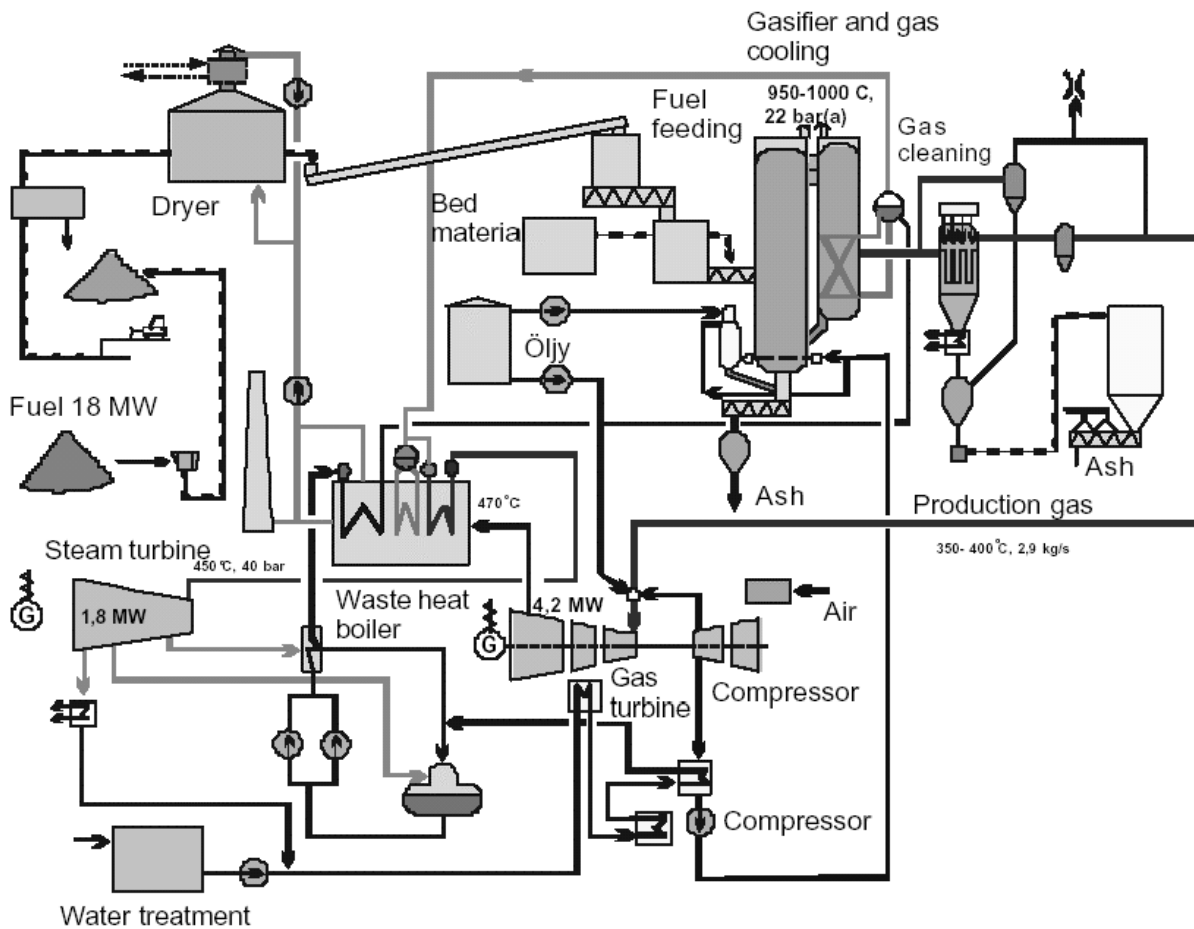 Gasifier and gas
cooling
950-1000 C,
22 bar(a)
Fuel
feeding
Gas
cleaning
Dryer
Bed
materia
Öljy
Fuel 18 MW
Ash
Ash
Production gas
350- 400°C, 2,9 kg/s
470°C
Steam turbine
450°C, 40 bar
1,8 MW
G
Waste heat
boiler
4,2 MW
G
Air
Gas
turbine
Compressor
Compressor
Water treatment